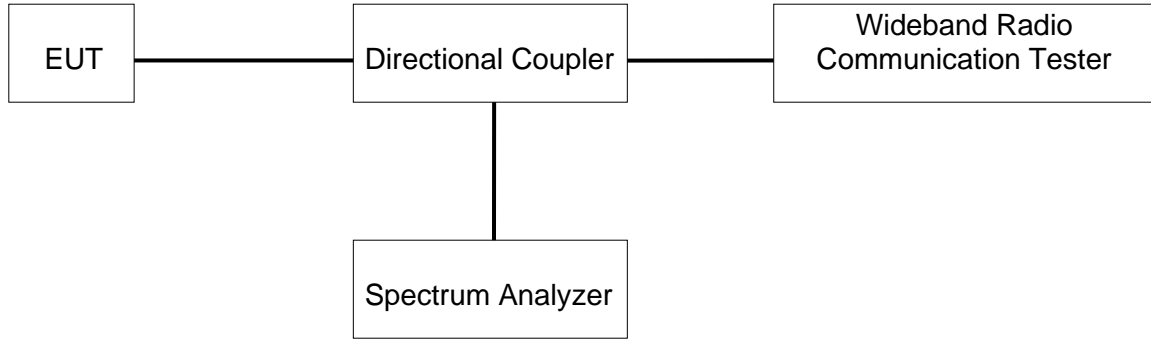 EUT
Directional Coupler
Wideband Radio
Communication Tester
Spectrum Analyzer